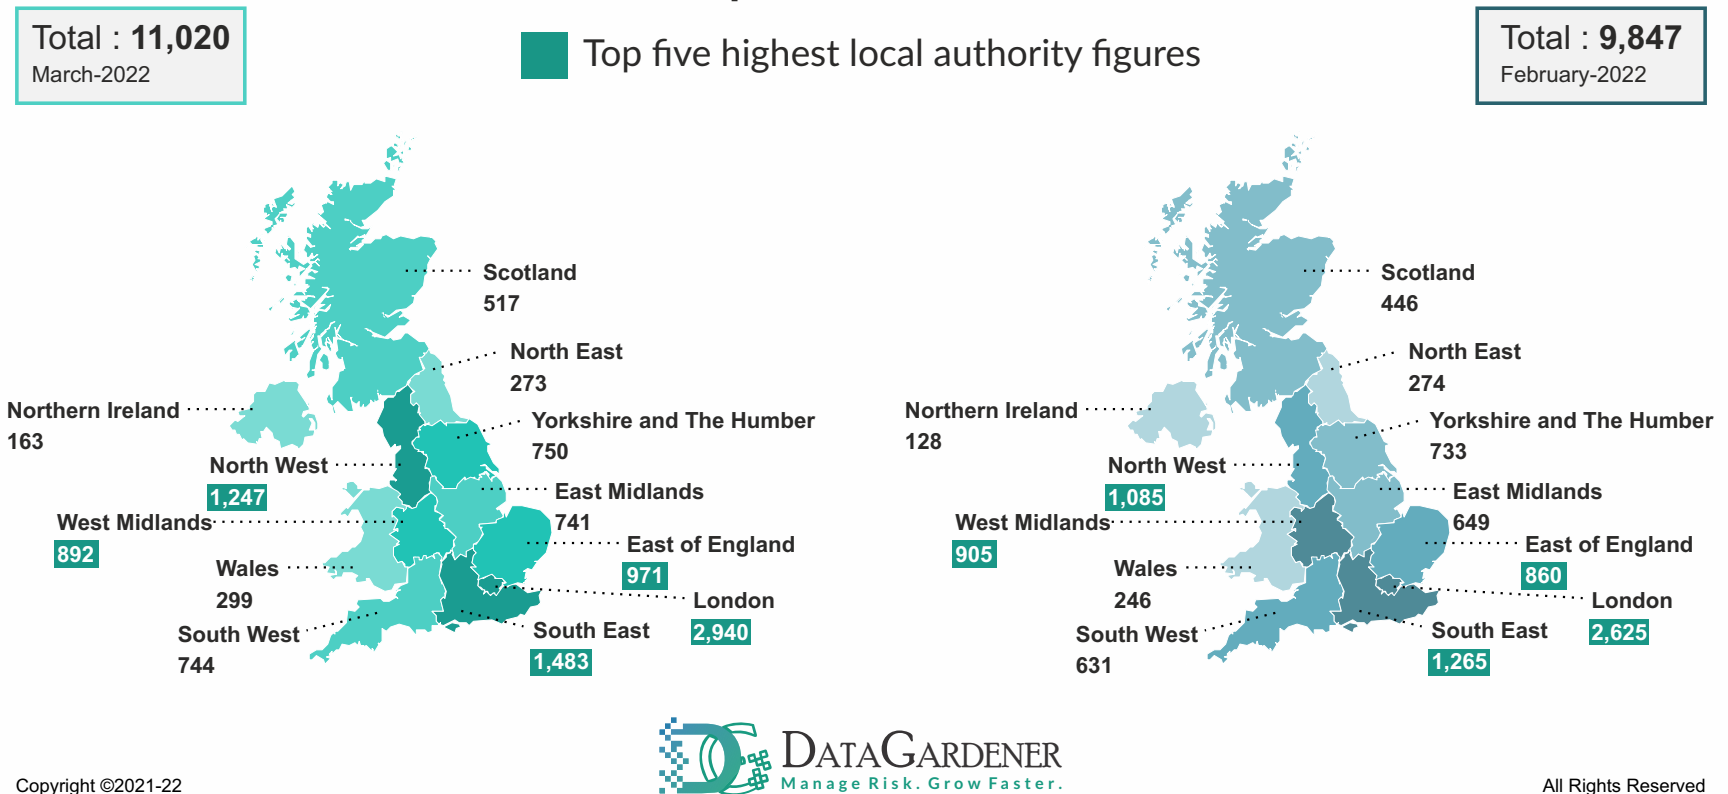 Total : 11,020
March-2022
Top five highest local authority figures
Total : 9,847
February-2022
Scotland
517
North East
273
Northern Ireland
163
Yorkshire and The Humber
750
North West
1,247
East Midlands
741
West Midlands
892
East of England
971
Wales
299
London
2,940
South West
744
South East
1,483
Scotland
446
North East
274
Northern Ireland
128
Yorkshire and The Humber
733
North West
1,085
East Midlands
649
West Midlands
905
East of England
860
Wales
246
London
2,625
South West
631
South East
1,265
DATAGARDENER
Manage Risk. Grow Faster.
Copyright ©2021-22
All Rights Reserved